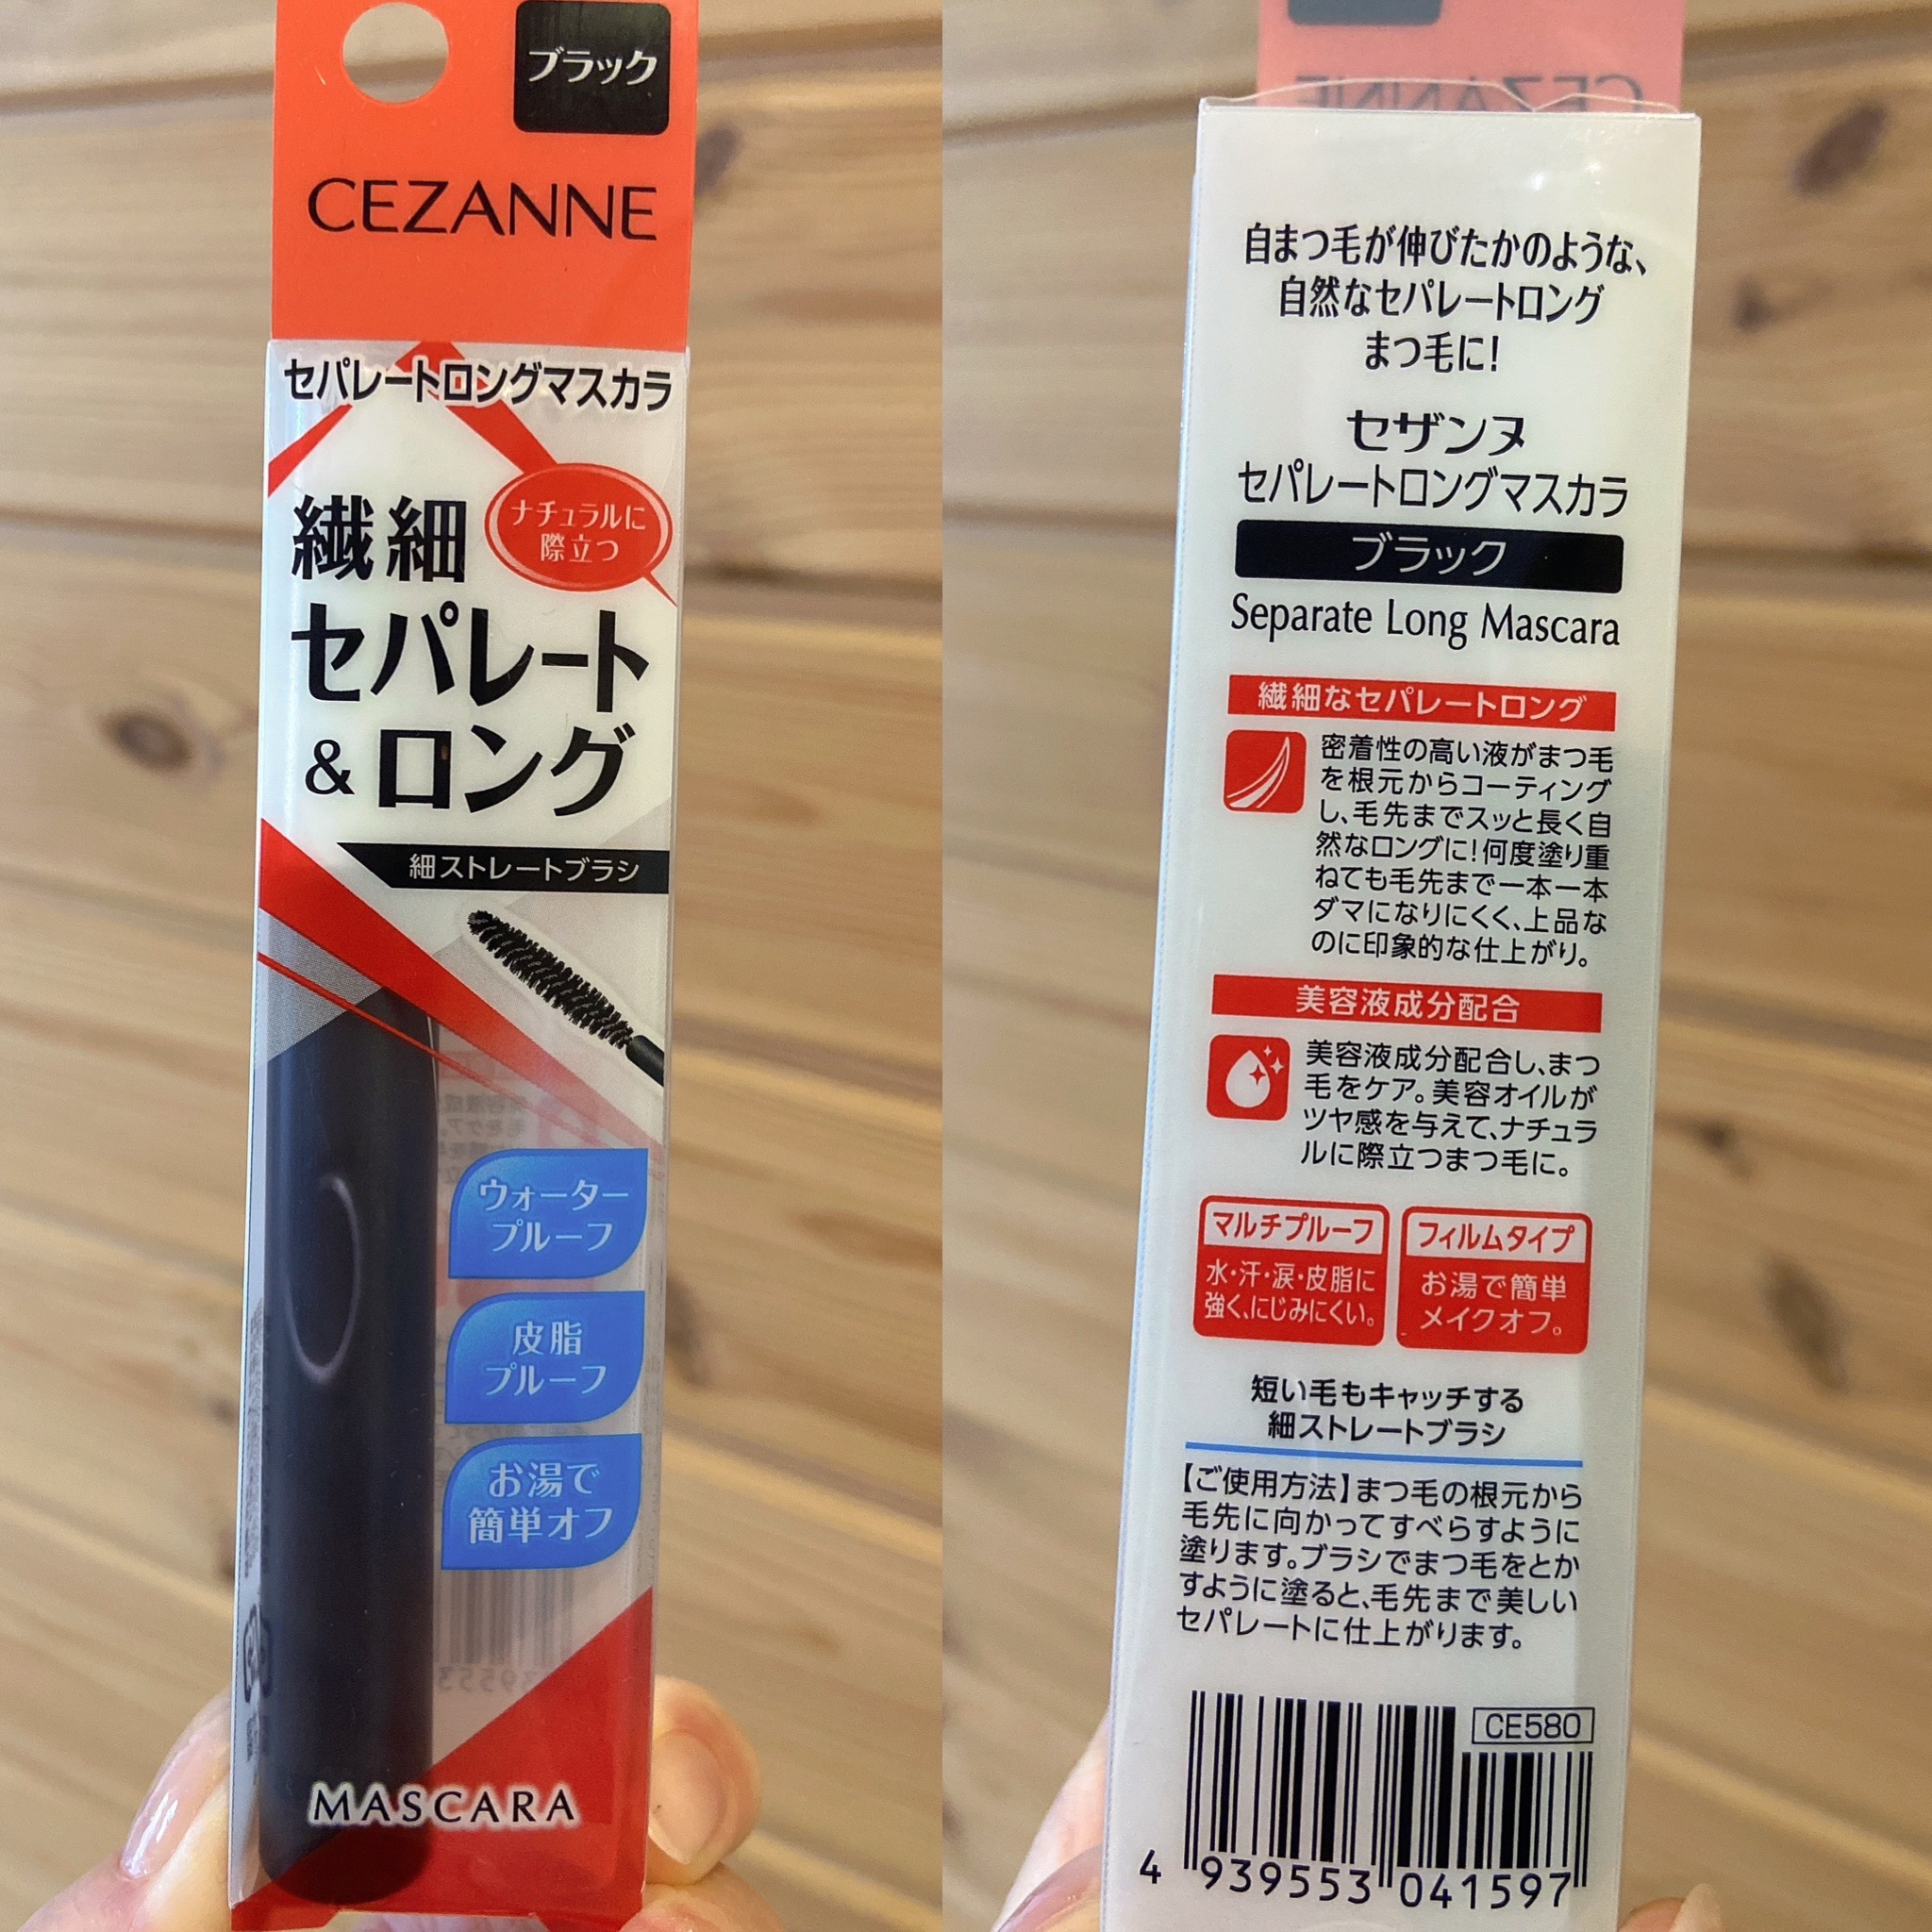 ブラック
CEZANNE
セパレートロングマスカラ
ナチュラルに
際立つ
繊細
セパレート
&ロング
細ストレートブラシ
ウォーター
プルーフ
皮脂
プルーフ
お湯で
簡単オフ
MASCARA
CEZANNE
自まつ毛が伸びたかのような、
自然なセパレートロング
まつ毛に!
セザンヌ
セパレートロングマスカラ
ブラック
Separate Long Mascara
繊細なセパレートロング
密着性の高い液がまつ毛
を根元からコーティング
し、毛先までスッと長く自
然なロングに!何度塗り重
ねても毛先まで一本一本
ダマになりにくく、上品な
のに印象的な仕上がり。
美容液成分配合
美容液成分配合し、まつ
毛をケア。美容オイルが
ツヤ感を与えて、ナチュラ
ルに際立つまつ毛に。
マルチプルーフ
水・汗・涙・皮脂に
強く、にじみにくい。
フィルムタイプ
お湯で簡単
メイクオフ。
短い毛もキャッチする
細ストレートブラシ
【ご使用方法】まつ毛の根元から
毛先に向かってすべらすように
塗ります。ブラシでまつ毛をとか
すように塗ると、毛先まで美しい
セパレートに仕上がります。
CE580
4 939553 041597